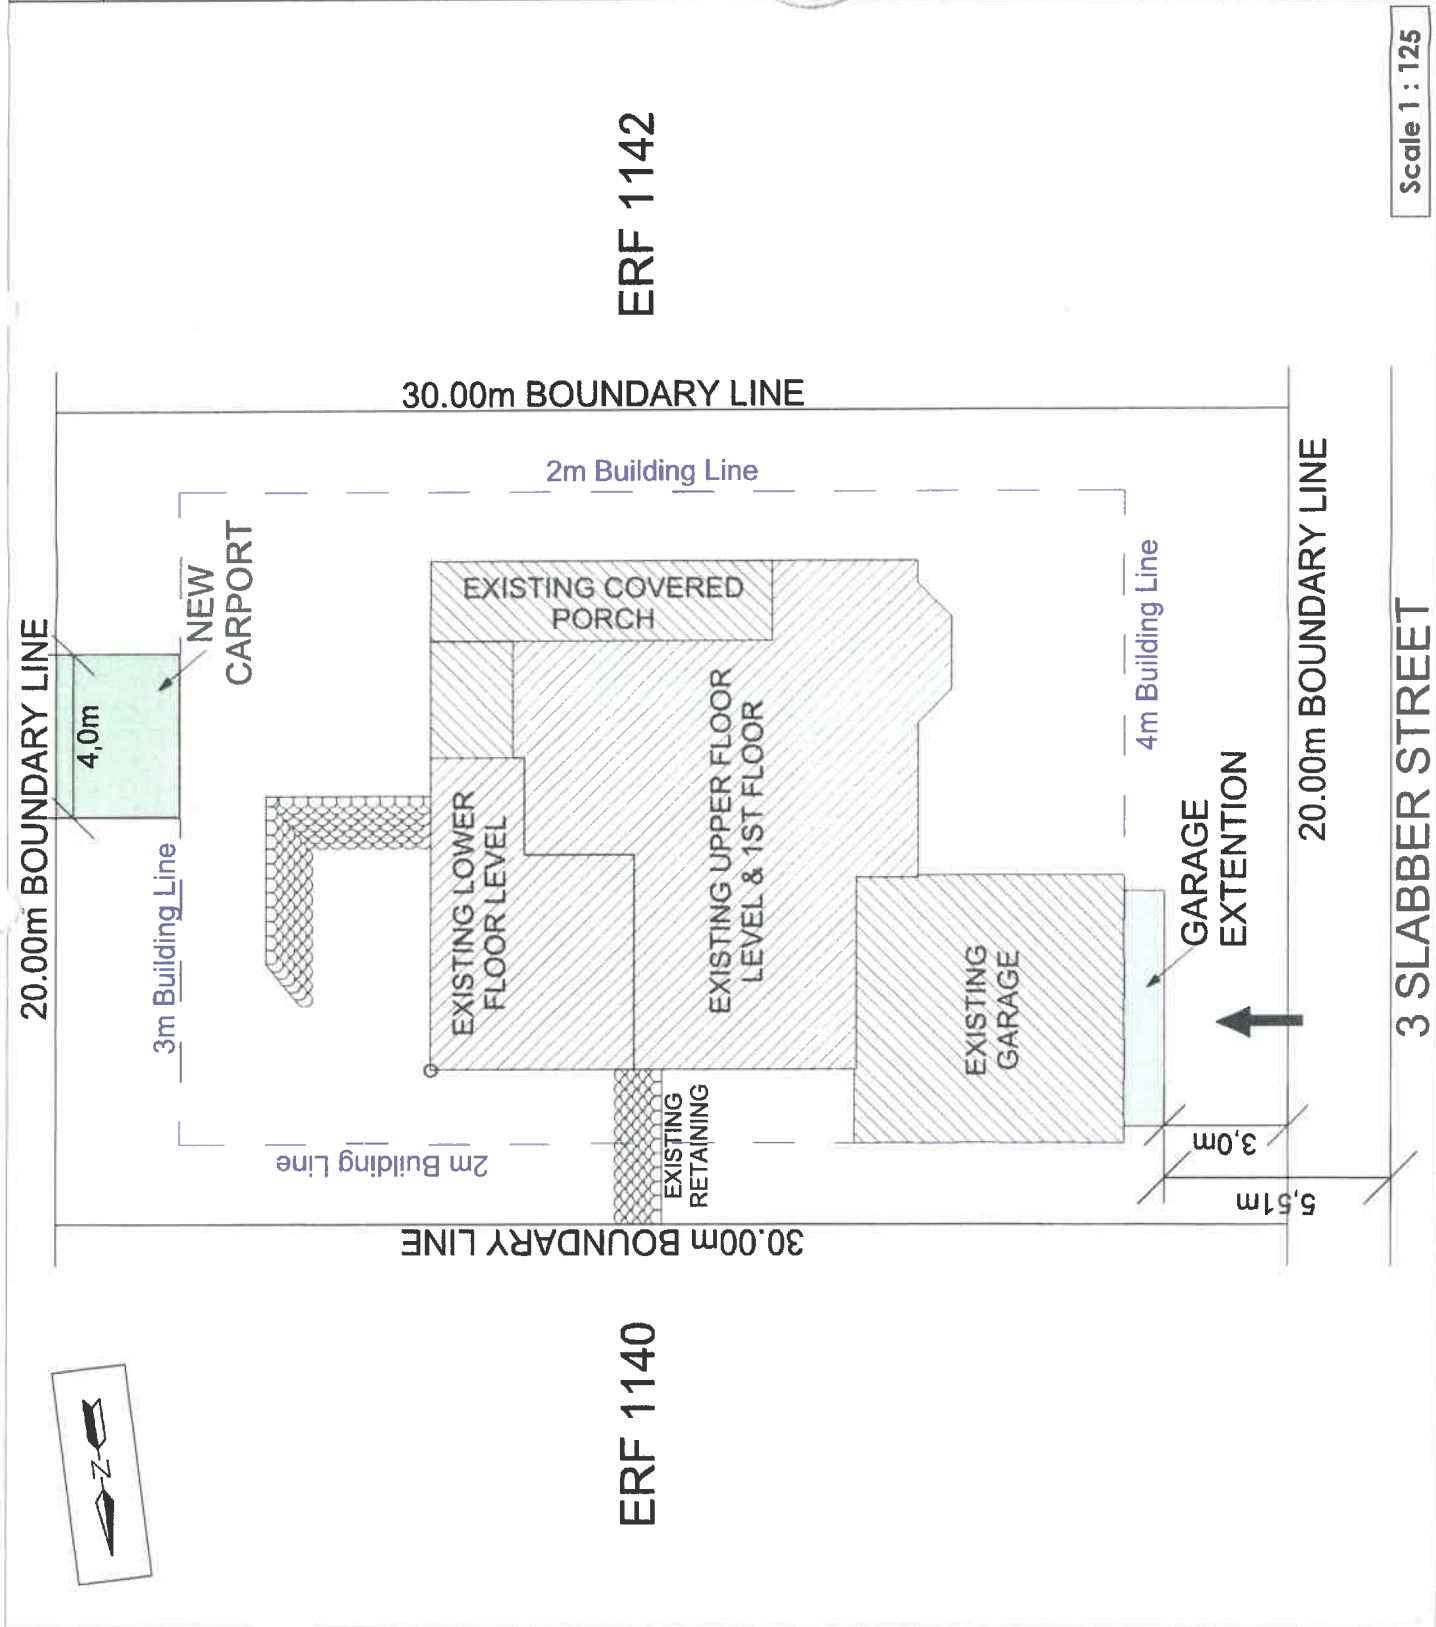 Scale 1 : 125
ERF 1142
30.00m BOUNDARY LINE
2m Building Line
20.00m BOUNDARY LINE
4,0m
NEW
CARPORT
3m Building Line
EXISTING COVERED
PORCH
EXISTING LOWER
FLOOR LEVEL
EXISTING UPPER FLOOR
LEVEL & 1ST FLOOR
4m Building Line
20.00m BOUNDARY LINE
GARAGE
EXTENTION
EXISTING
GARAGE
3 SLABBER STREET
3,0m
5,51m
EXISTING
RETAINING
2m Building Line
30.00m BOUNDARY LINE
ERF 1140
N